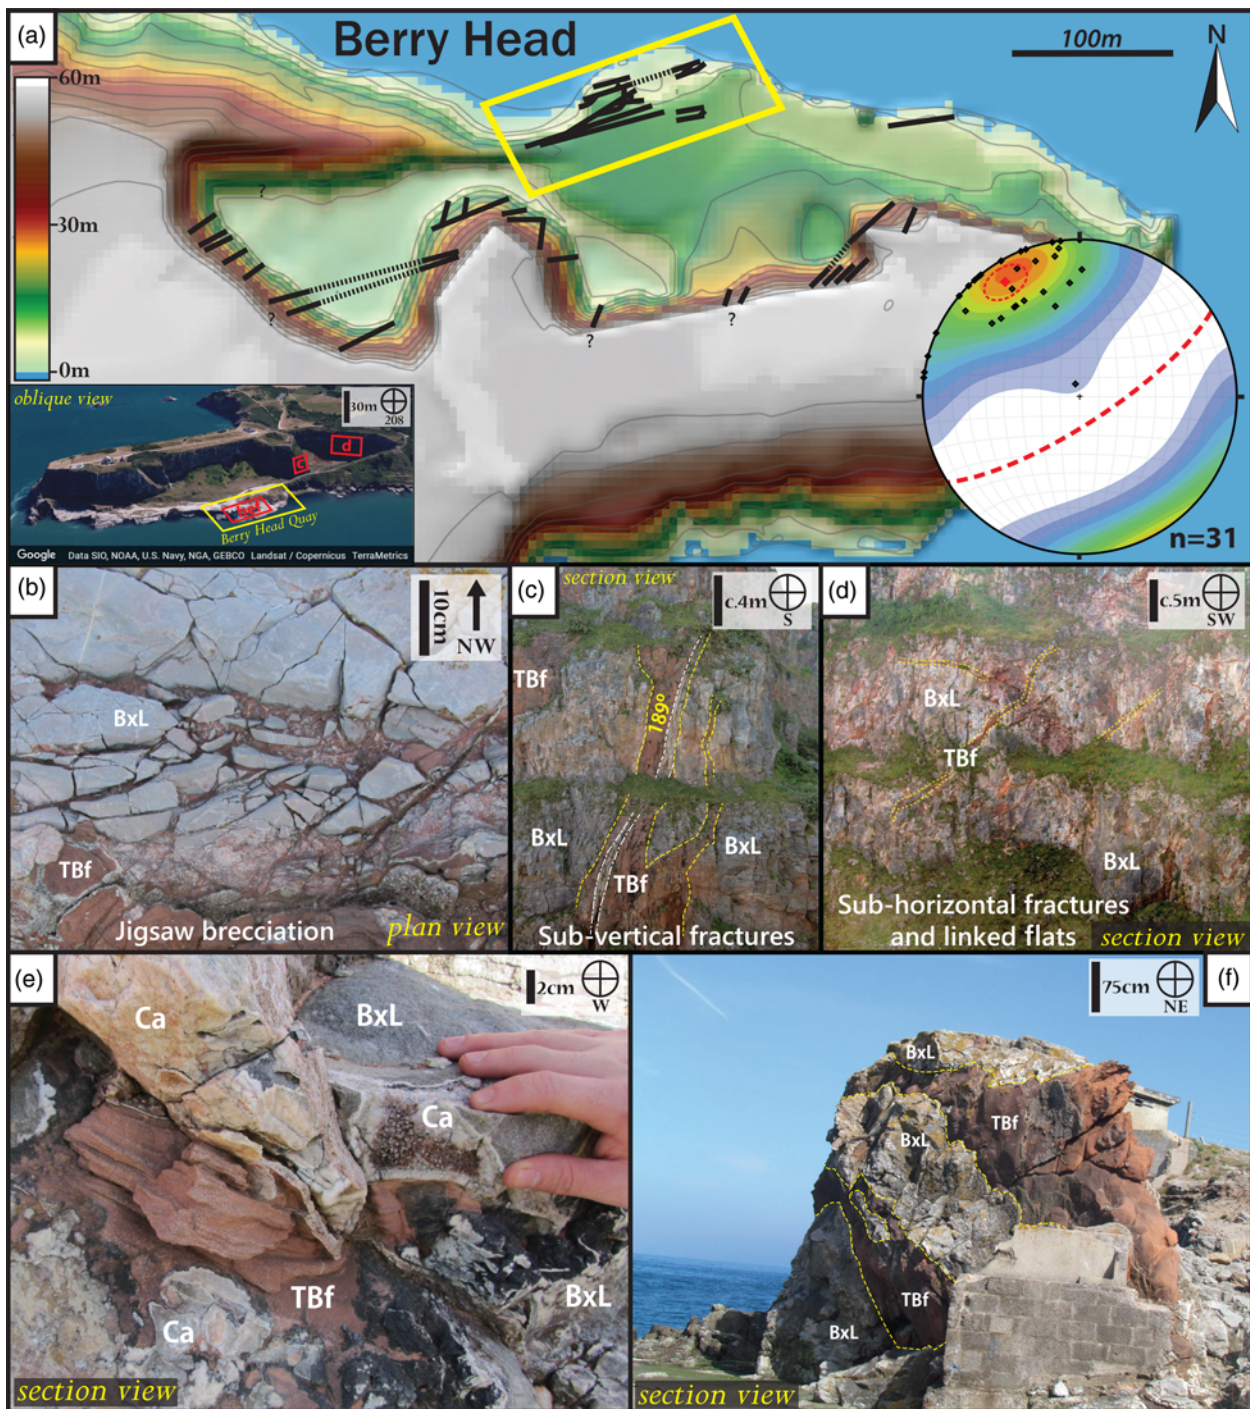 (a)
Berry Head
100m
N
60m
30m
0m
?
?
?
?
oblique view
30m
208
c
d
Berry Head Quay
Google Data SIO, NOAA, U.S. Navy, NGA, GEBCO Landsat / Copernicus TerraMetrics
n=31
(b)
10cm
NW
BxL
TBf
Jigsaw brecciation
plan view
(c)
section view
c.4m
S
TBf
189º
BxL
BxL
TBf
Sub-vertical fractures
(d)
c.5m
SW
BxL
TBf
BxL
Sub-horizontal fractures
and linked flats
section view
(e)
2cm
W
Ca
BxL
Ca
TBf
BxL
Ca
section view
(f)
75cm
NE
BxL
TBf
BxL
TBf
BxL
section view